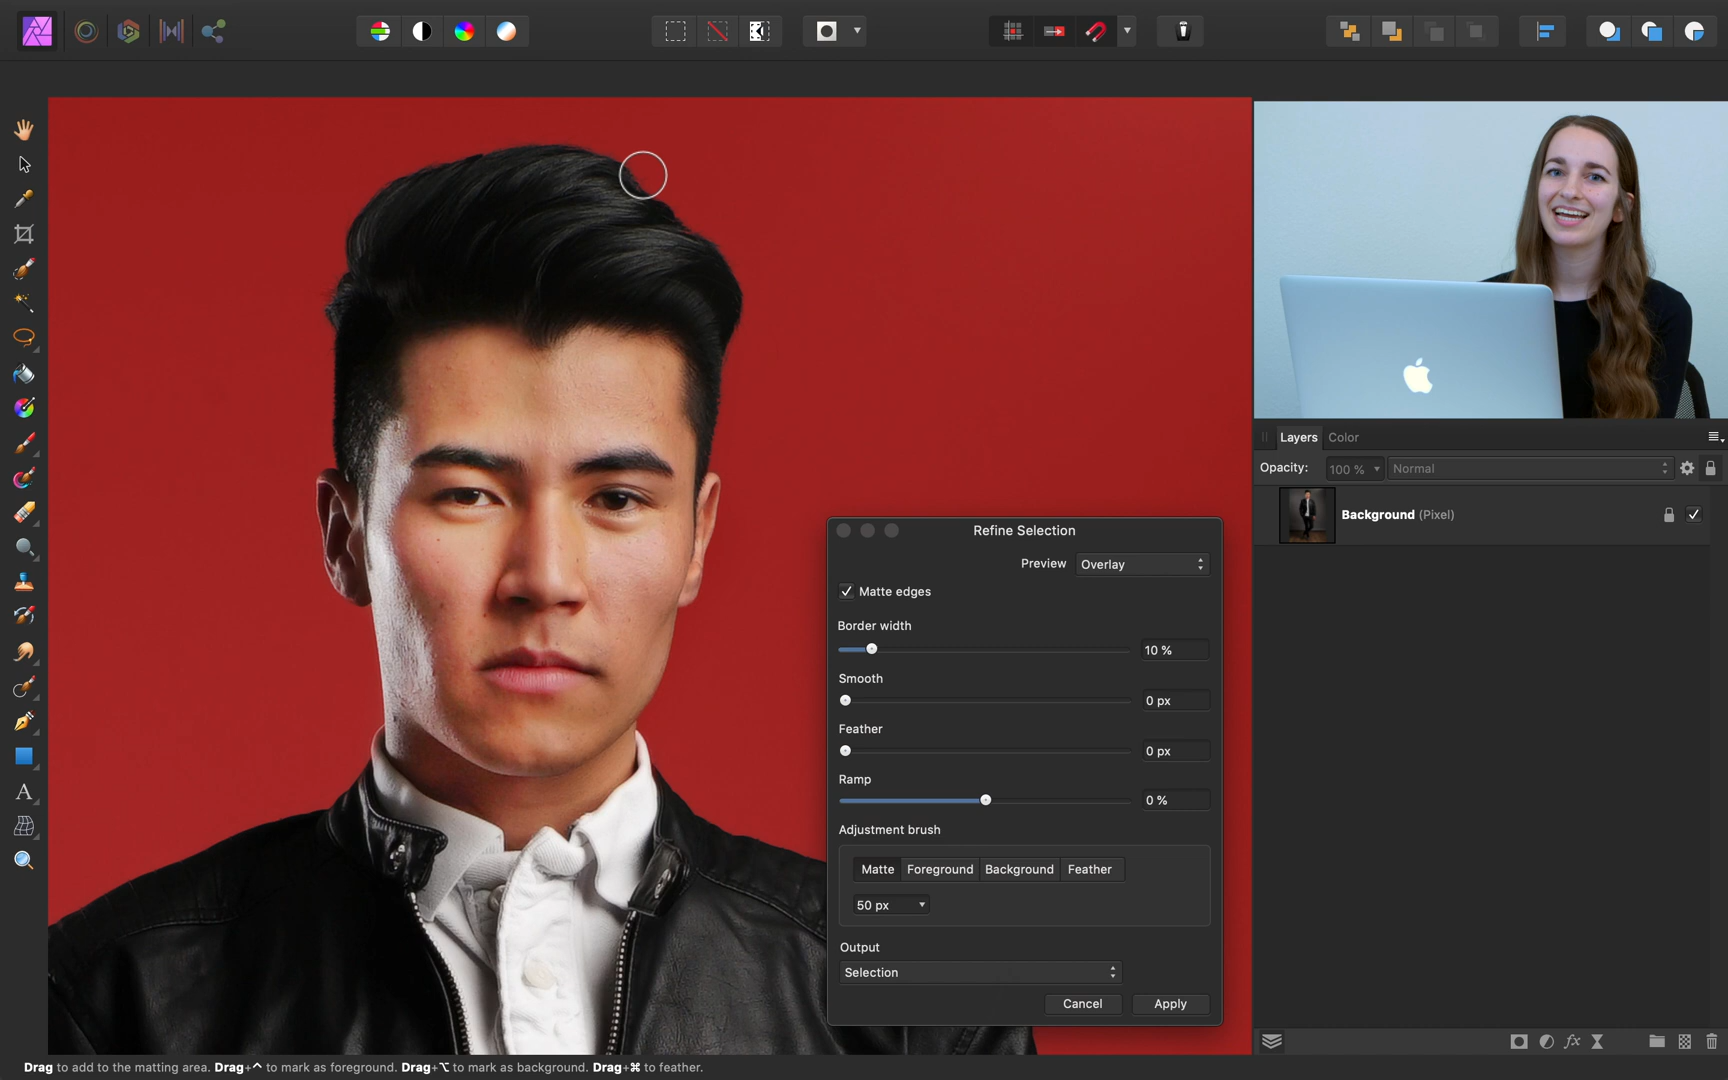 Layers Color
Opacity: 100 % Normal
Background (Pixel)
Refine Selection
Preview Overlay
Matte edges
Border width
10 %
Smooth
0 px
Feather
0 px
Ramp
0 %
Adjustment brush
Matte Foreground Background Feather
50 px
Output
Selection
Cancel Apply
Drag to add to the matting area. Drag+⌃ to mark as foreground. Drag+⌥ to mark as background. Drag+⌘ to feather.